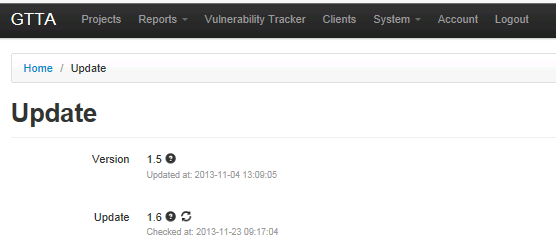 GTTA Projects Reports Vulnerability Tracker Clients System Account Logout
Home / Update
Update
Version 1.5
Updated at: 2013-11-04 13:09:05
Update 1.6
Checked at: 2013-11-23 09:17:04